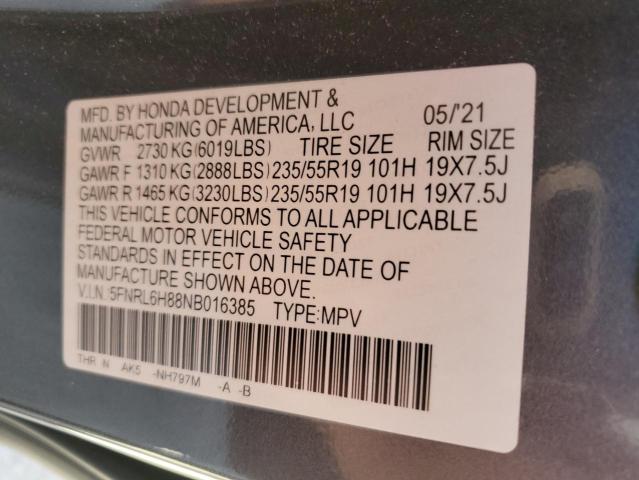 MFD. BY HONDA DEVELOPMENT & 05/'21
MANUFACTURING OF AMERICA, LLC
GVWR 2730 KG(6019LBS) TIRE SIZE RIM SIZE
GAWR F 1310 KG(2888LBS) 235/55R19 101H 19X7.5J
GAWR R 1465 KG(3230LBS) 235/55R19 101H 19X7.5J
THIS VEHICLE CONFORMS TO ALL APPLICABLE
FEDERAL MOTOR VEHICLE SAFETY
STANDARDS IN EFFECT ON THE DATE OF
MANUFACTURE SHOWN ABOVE.
V.I.N.:5FNRL6H88NB016385 TYPE:MPV
THR N AK5 -NH797M -A -B